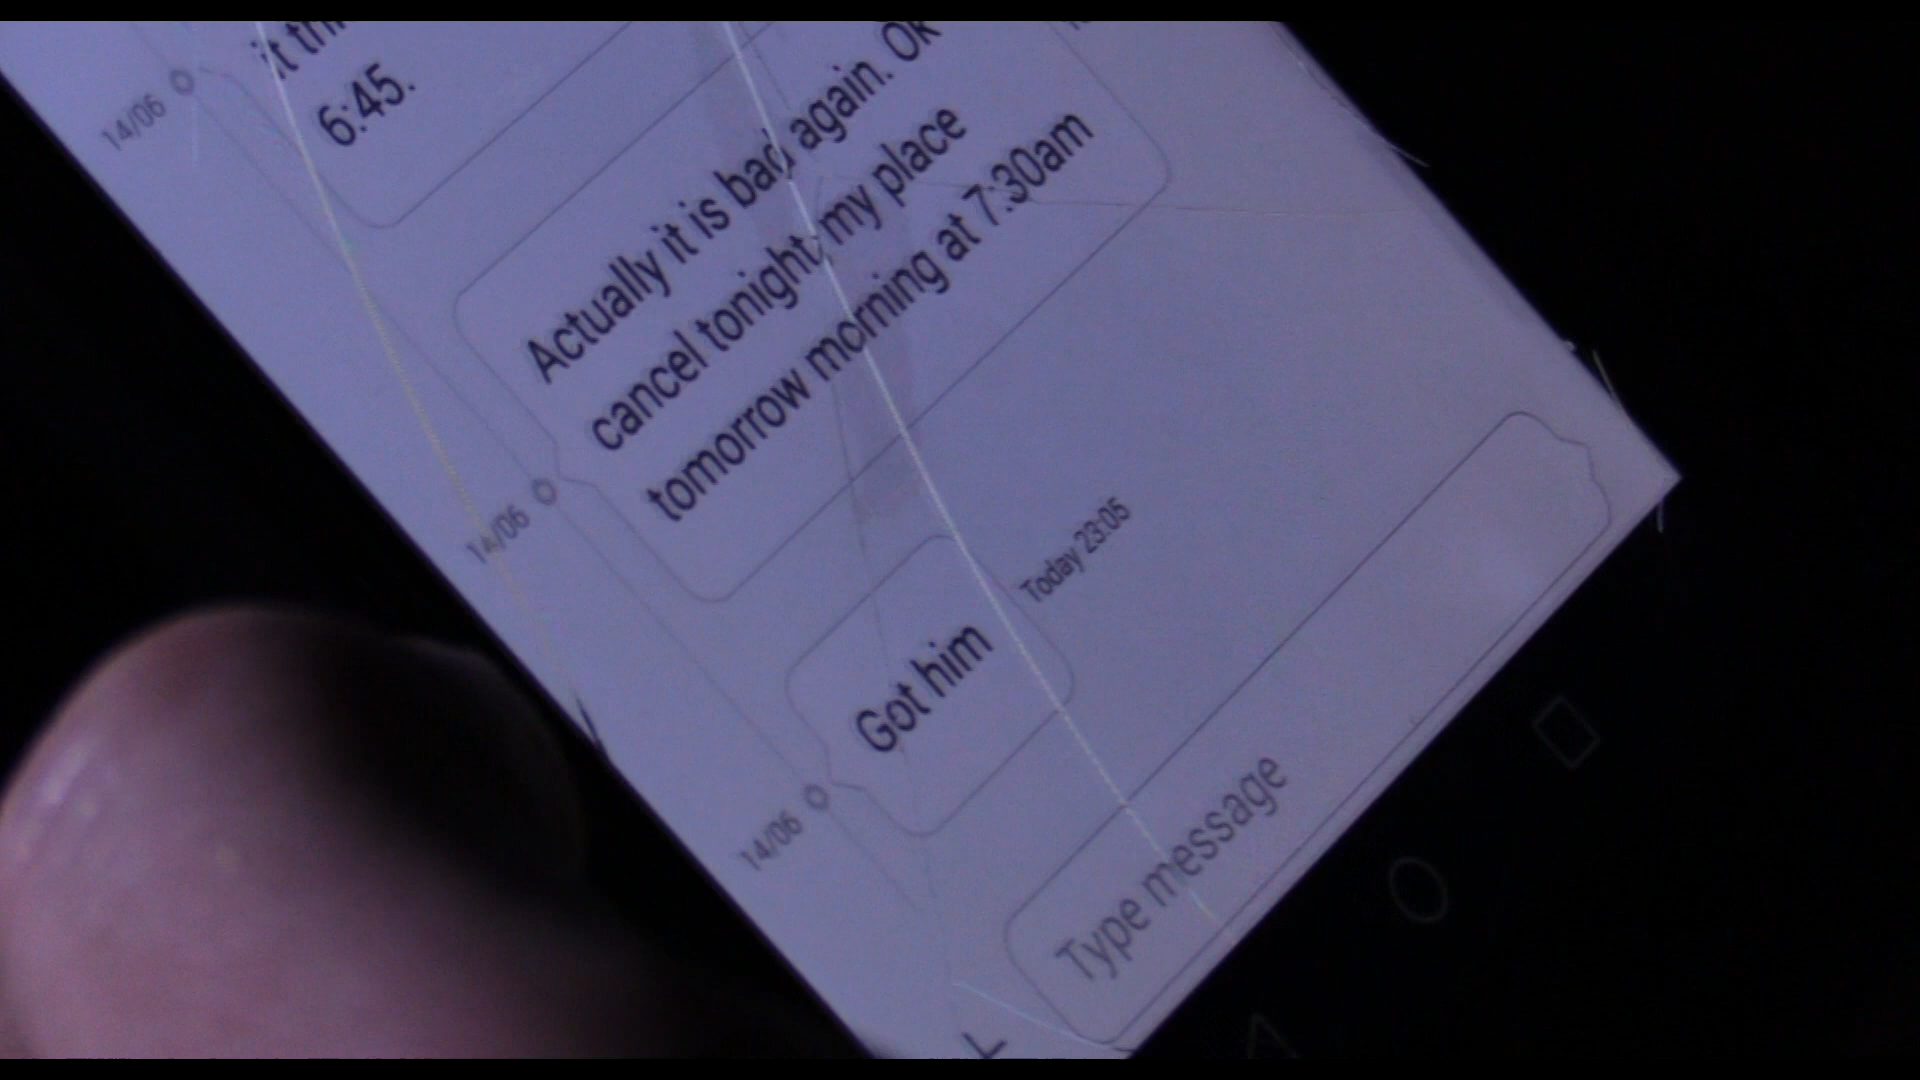 it
14/06
6:45.
Actually it is bad again. Ok
cancel tonight, my place
tomorrow morning at 7:30am
14/06
Today 23:05
Got him
14/06
Type message